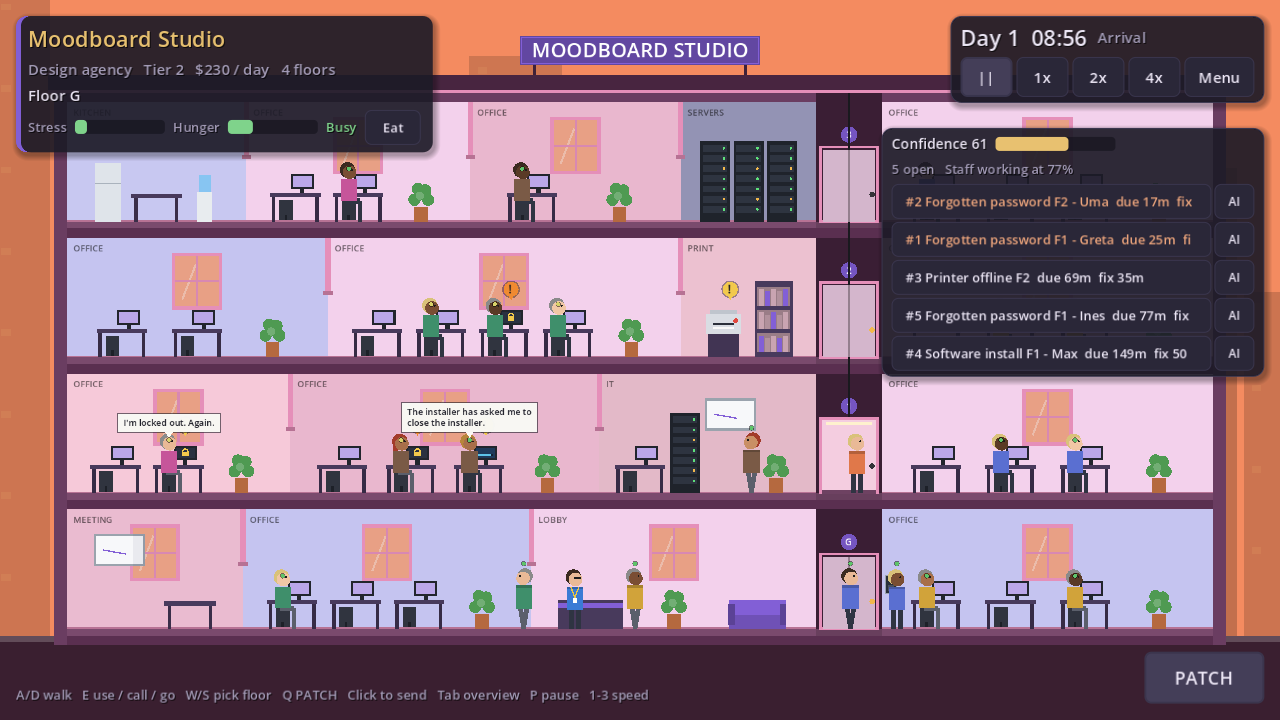 Moodboard Studio
Design agency Tier 2 $230 / day 4 floors
Floor G
Stress Hunger Busy Eat
MOODBOARD STUDIO
Day 1 08:56 Arrival
|| 1x 2x 4x Menu
Confidence 61
5 open Staff working at 77%
#2 Forgotten password F2 - Uma due 17m fix AI
#1 Forgotten password F1 - Greta due 25m fi AI
#3 Printer offline F2 due 69m fix 35m AI
#5 Forgotten password F1 - Ines due 77m fix AI
#4 Software install F1 - Max due 149m fix 50 AI
OFFICE
SERVERS
3
OFFICE
OFFICE
OFFICE
PRINT
2
!
!
OFFICE
OFFICE
IT
1
OFFICE
I'm locked out. Again.
The installer has asked me to
close the installer.
MEETING
OFFICE
LOBBY
G
OFFICE
A/D walk E use / call / go W/S pick floor Q PATCH Click to send Tab overview P pause 1-3 speed
PATCH